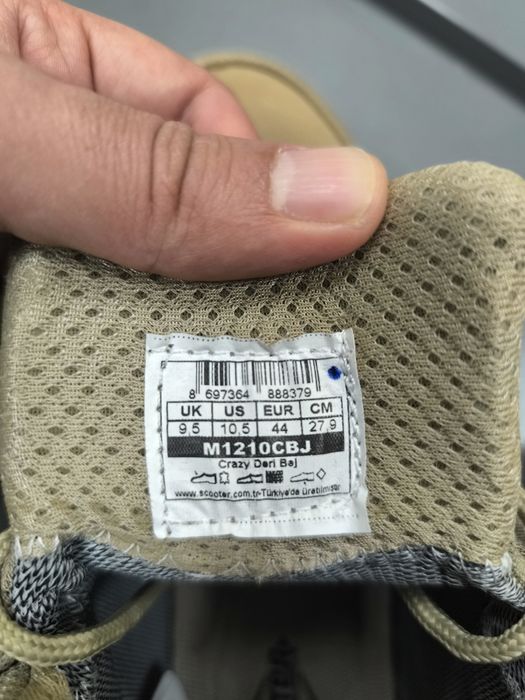 8 697364 888379
UK US EUR CM
9,5 10,5 44 27,9
M1210CBJ
Crazy Deri Bej
www.scooter.com.tr-Türkiye'de üretilmiştir